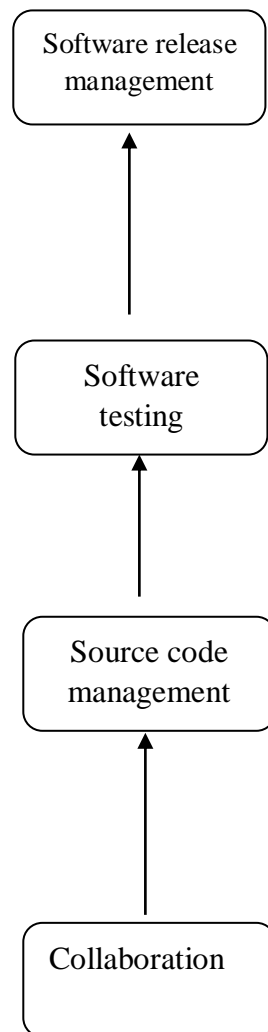 Software release
management
Software
testing
Source code
management
Collaboration